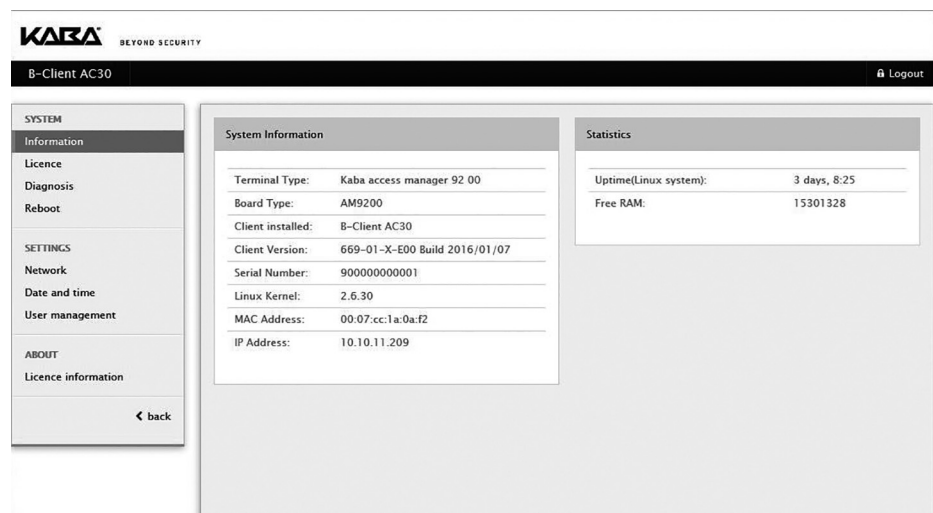 KABA BEYOND SECURITY
B-Client AC30
Logout
SYSTEM
Information
Licence
Diagnosis
Reboot
SETTINGS
Network
Date and time
User management
ABOUT
Licence information
back
System Information
Terminal Type: Kaba access manager 92 00
Board Type: AM9200
Client installed: B-Client AC30
Client Version: 669-01-X-E00 Build 2016/01/07
Serial Number: 900000000001
Linux Kernel: 2.6.30
MAC Address: 00:07:cc:1a:0a:f2
IP Address: 10.10.11.209
Statistics
Uptime(Linux system): 3 days, 8:25
Free RAM: 15301328